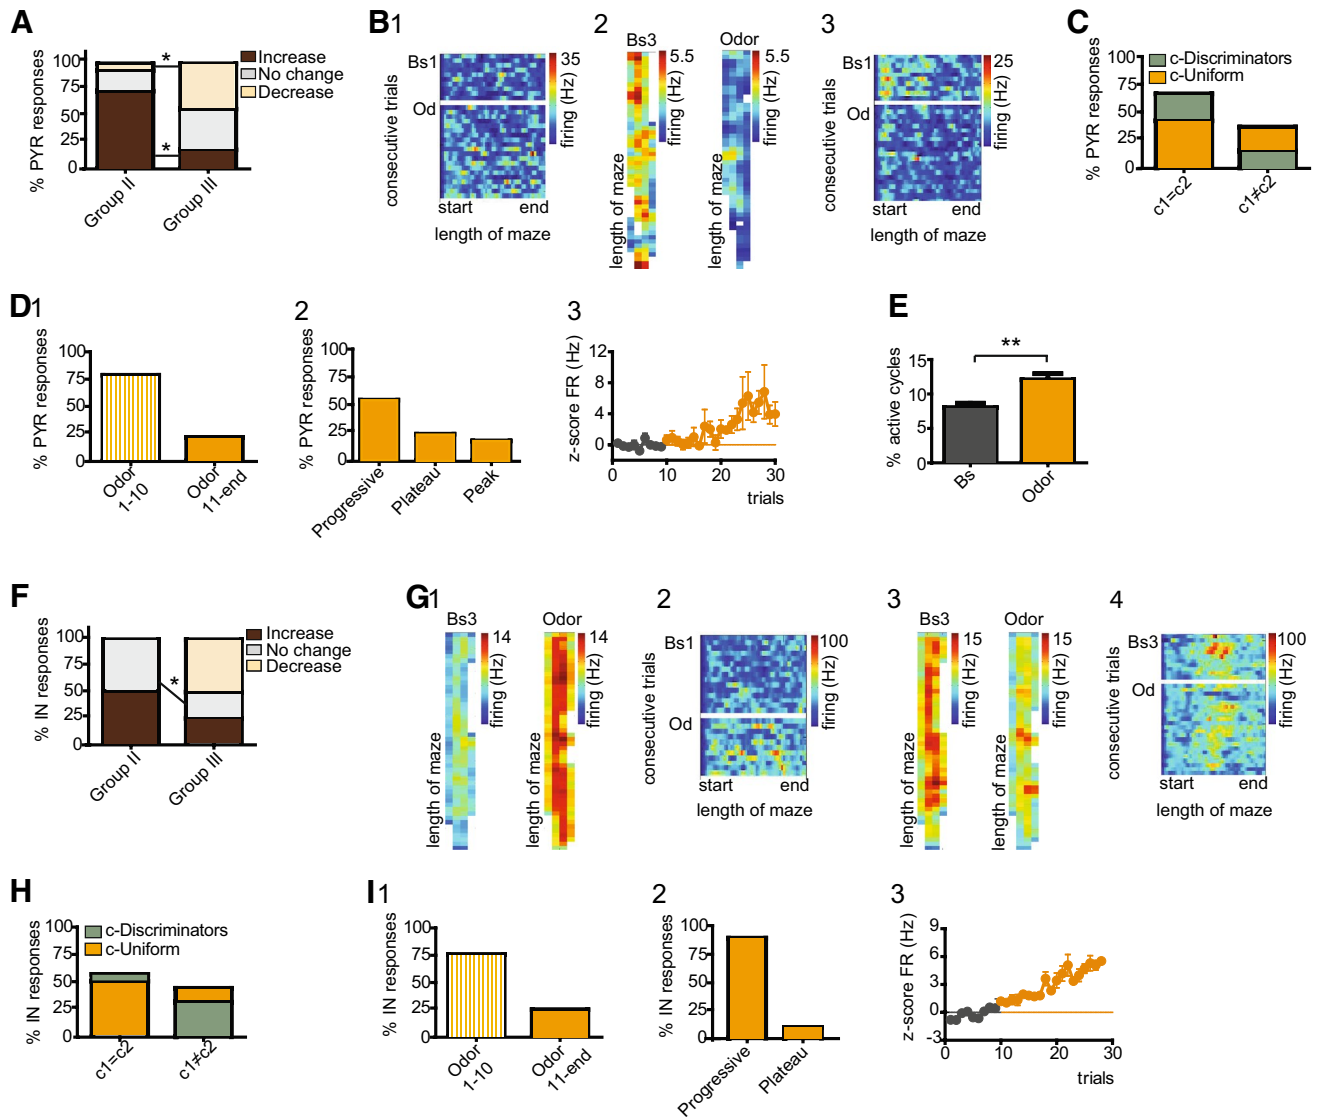 A
% PYR responses
100
75
50
25
0
*
*
Group II
Group III
Increase
No change
Decrease
B1
consecutive trials
Bs1
Od
start
end
length of maze
35
firing (Hz)
2
Bs3
5.5
firing (Hz)
length of maze
Odor
5.5
firing (Hz)
length of maze
3
consecutive trials
Bs1
Od
start
end
length of maze
25
firing (Hz)
C
% PYR responses
100
75
50
25
0
c-Discriminators
c-Uniform
c1=c2
c1≠c2
D1
% PYR responses
100
75
50
25
0
Odor
1-10
Odor
11-end
2
% PYR responses
100
75
50
25
0
Progressive
Plateau
Peak
3
z-score FR (Hz)
12
8
4
0
0
10
20
30
trials
E
% active cycles
15
10
5
0
**
Bs
Odor
F
% IN responses
100
75
50
25
0
*
Group II
Group III
Increase
No change
Decrease
G1
Bs3
14
firing (Hz)
length of maze
Odor
14
firing (Hz)
length of maze
2
consecutive trials
Bs1
Od
start
end
length of maze
100
firing (Hz)
3
Bs3
15
firing (Hz)
length of maze
Odor
15
firing (Hz)
length of maze
4
consecutive trials
Bs3
Od
start
end
length of maze
100
firing (Hz)
H
% IN responses
100
75
50
25
0
c-Discriminators
c-Uniform
c1=c2
c1≠c2
I1
% IN responses
100
75
50
25
0
Odor
1-10
Odor
11-end
2
% IN responses
100
75
50
25
0
Progressive
Plateau
3
z-score FR (Hz)
9
6
3
0
-3
0
10
20
30
trials